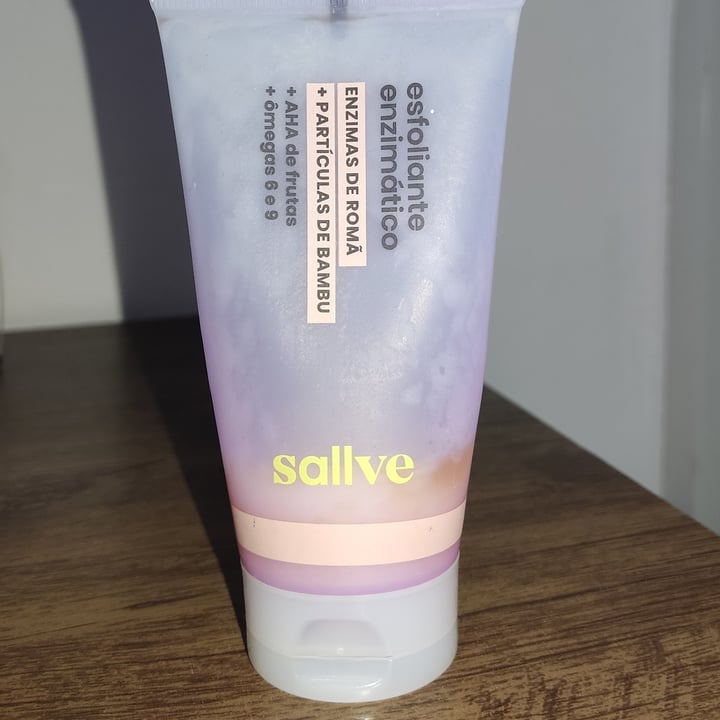 esfoliante
enzimático
ENZIMAS DE ROMÃ
+ PARTÍCULAS DE BAMBU
+ AHA de frutas
+ ômegas 6 e 9
sallve